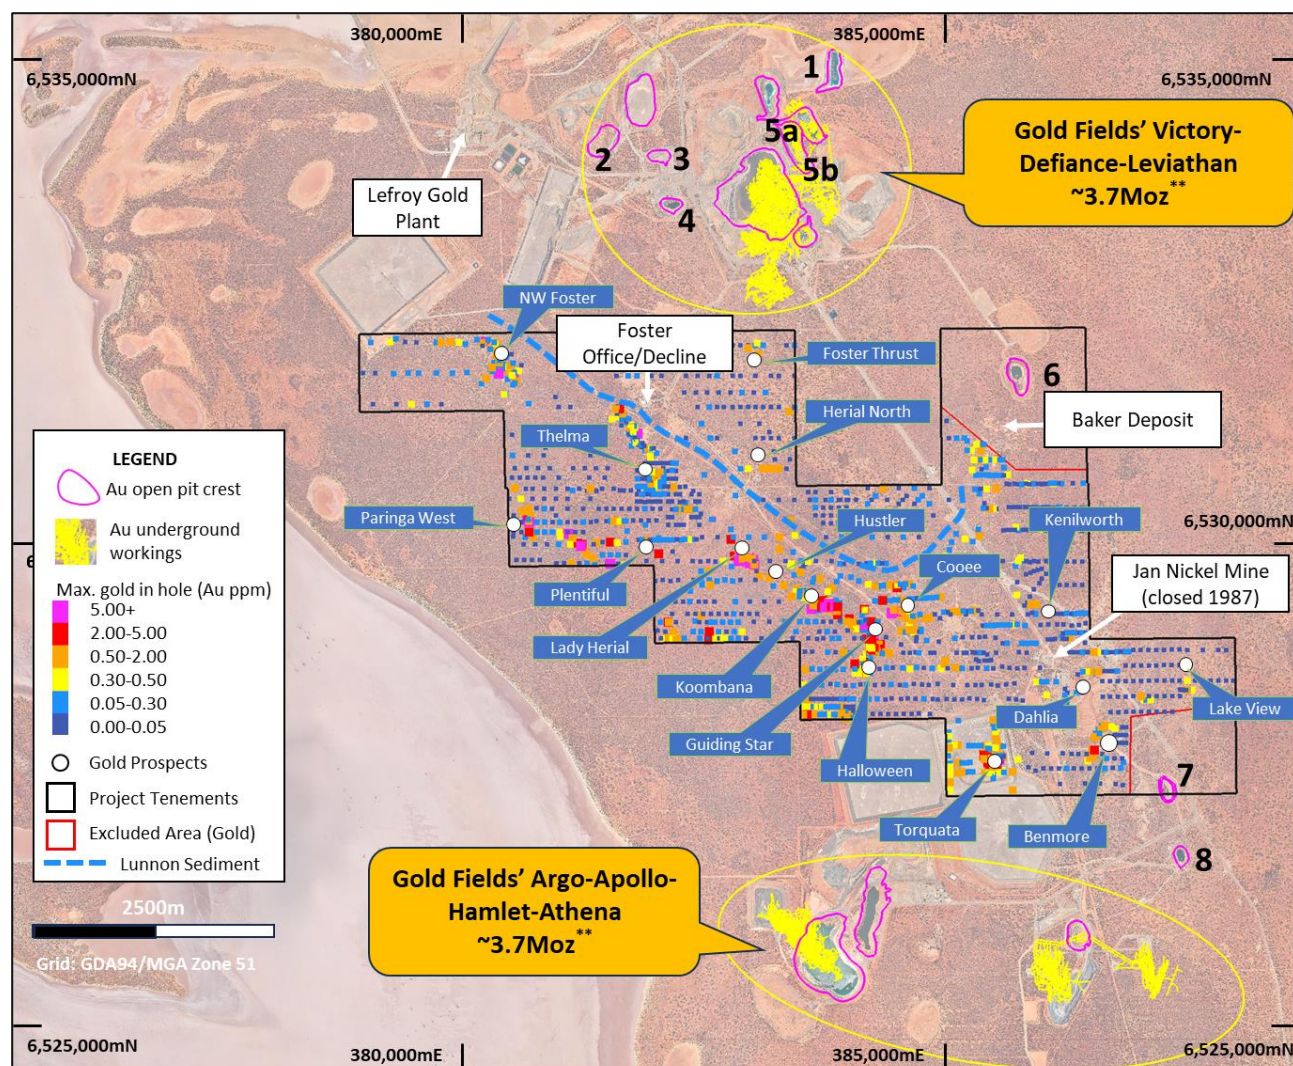 380,000mE
385,000mE
6,535,000mN
6,535,000mN
1
2
3
4
5a
5b
Gold Fields' Victory-
Defiance-Leviathan
~3.7Moz**
Lefroy Gold
Plant
NW Foster
Foster
Office/Decline
Foster Thrust
6
Herial North
Baker Deposit
Thelma
LEGEND
Au open pit crest
Au underground
workings
Max. gold in hole (Au ppm)
5.00+
2.00-5.00
0.50-2.00
0.30-0.50
0.05-0.30
0.00-0.05
Gold Prospects
Project Tenements
Excluded Area (Gold)
Lunnon Sediment
2500m
Grid: GDA94/MGA Zone 51
Paringa West
Hustler
Kenilworth
6,530,000mN
6
Plentiful
Cooee
Jan Nickel Mine
(closed 1987)
Lady Herial
Koombana
Guiding Star
Halloween
Dahlia
Lake View
Torquata
Benmore
7
8
Gold Fields' Argo-Apollo-
Hamlet-Athena
~3.7Moz**
6,525,000mN
380,000mE
385,000mE
6,525,000mN